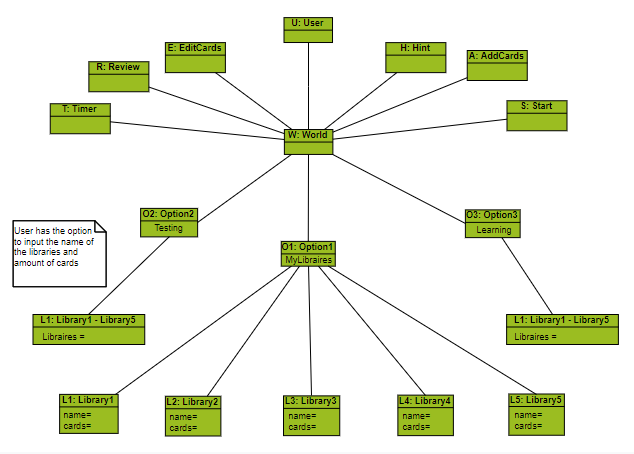 U: User
E: EditCards
H: Hint
A: AddCards
R: Review
T: Timer
S: Start
W: World
O2: Option2
Testing
O3: Option3
Learning
User has the option
to input the name of
the libraries and
amount of cards
O1: Option1
MyLibraires
L1: Library1 - Library5
Libraires =
L1: Library1 - Library5
Libraires =
L1: Library1
name=
cards=
L2: Library2
name=
cards=
L3: Library3
name=
cards=
L4: Library4
name=
cards=
L5: Library5
name=
cards=